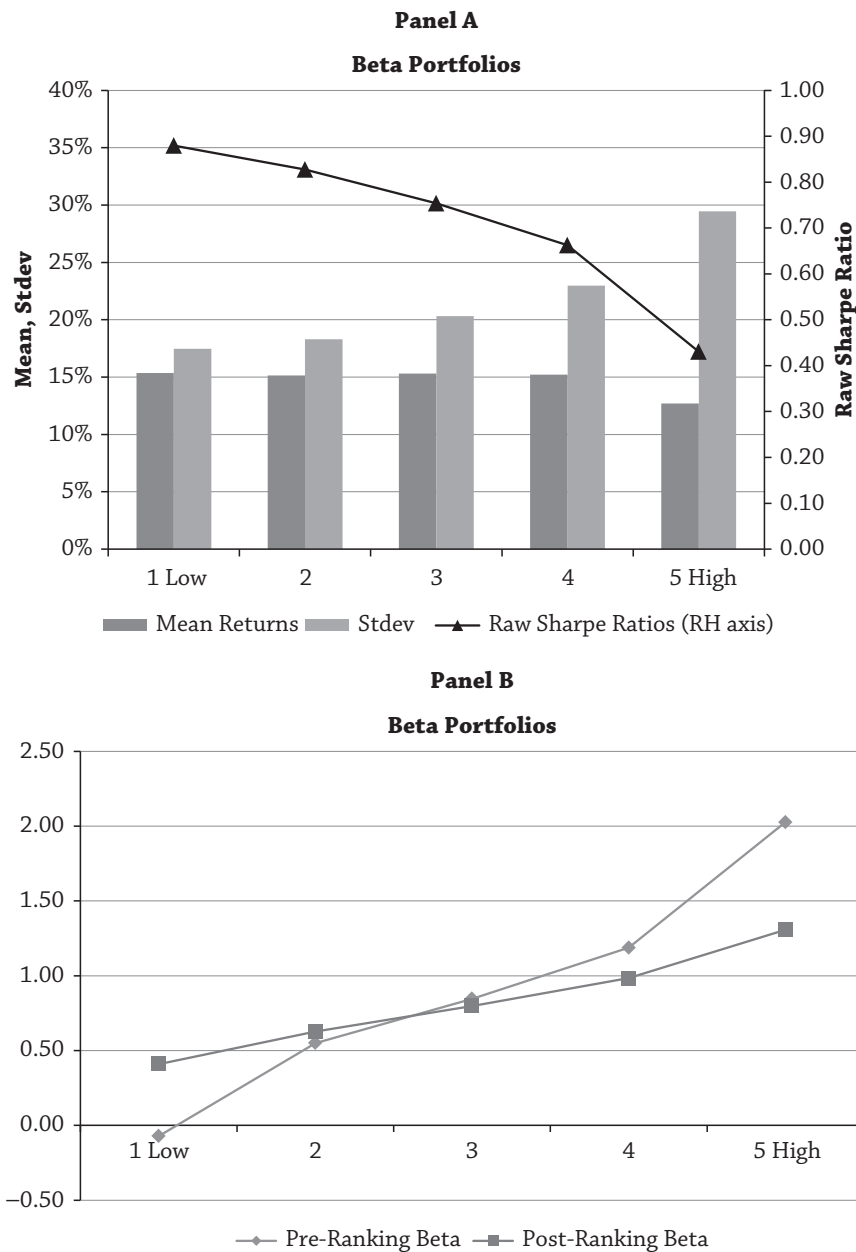 Panel A
Beta Portfolios
40%
35%
30%
25%
20%
15%
10%
5%
0%
Mean, Stdev
1.00
0.90
0.80
0.70
0.60
0.50
0.40
0.30
0.20
0.10
0.00
Raw Sharpe Ratio
1 Low 2 3 4 5 High
Mean Returns Stdev Raw Sharpe Ratios (RH axis)
Panel B
Beta Portfolios
2.50
2.00
1.50
1.00
0.50
0.00
−0.50
1 Low 2 3 4 5 High
Pre-Ranking Beta Post-Ranking Beta